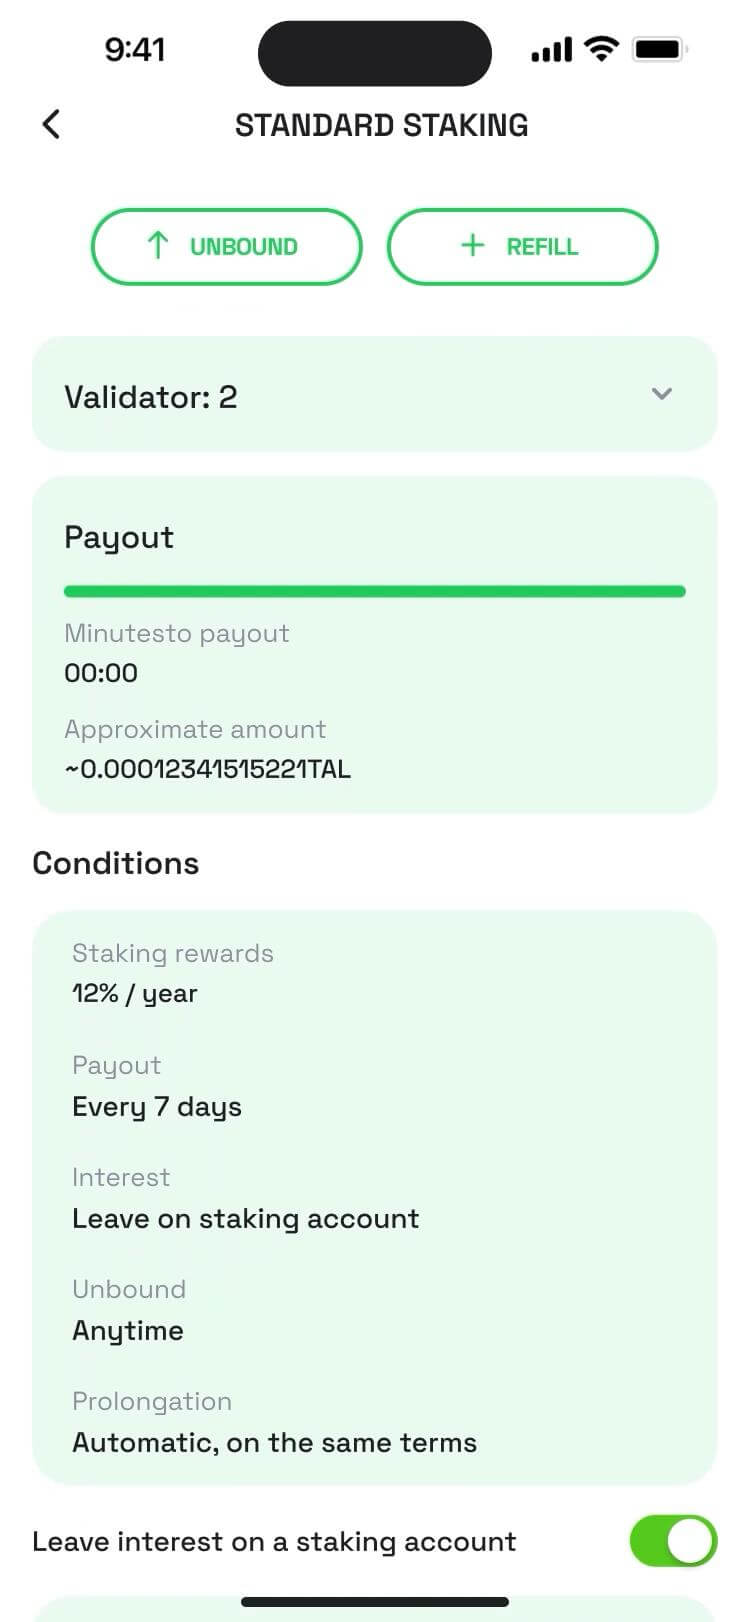 9:41
STANDARD STAKING
UNBOUND
REFILL
Validator: 2
Payout
Minutesto payout
00:00
Approximate amount
~0.00012341515221TAL
Conditions
Staking rewards
12% / year
Payout
Every 7 days
Interest
Leave on staking account
Unbound
Anytime
Prolongation
Automatic, on the same terms
Leave interest on a staking account